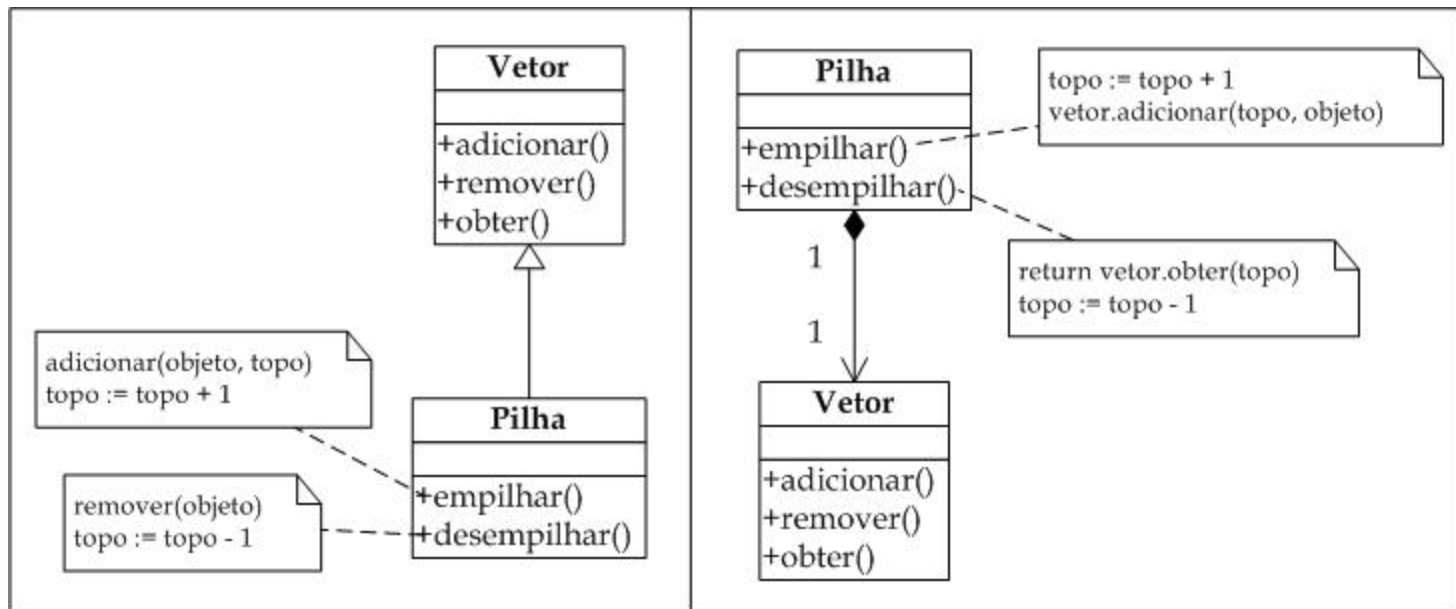 Vetor
+adicionar()
+remover()
+obter()
adicionar(objeto, topo)
topo := topo + 1
remover(objeto)
topo := topo - 1
Pilha
+empilhar()
+desempilhar()
Pilha
+empilhar()
+desempilhar()
topo := topo + 1
vetor.adicionar(topo, objeto)
return vetor.obter(topo)
topo := topo - 1
1
1
Vetor
+adicionar()
+remover()
+obter()